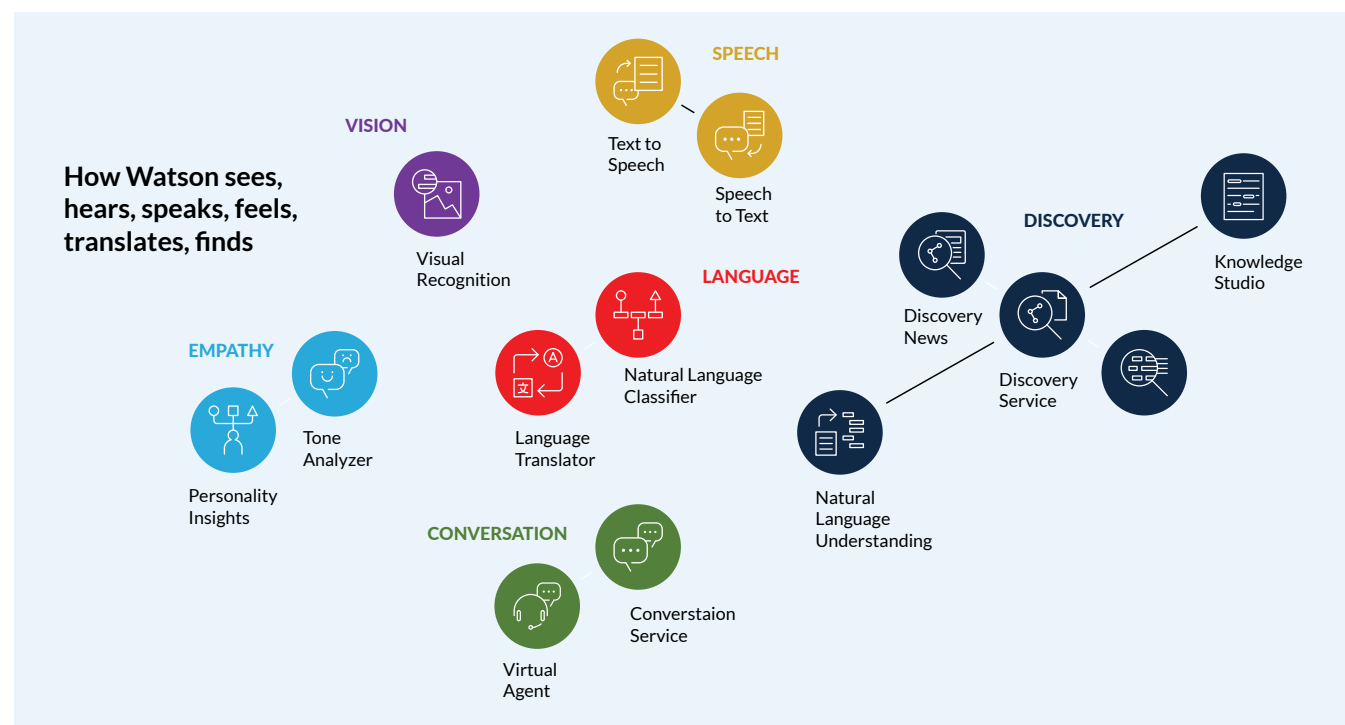 How Watson sees,
hears, speaks, feels,
translates, finds
VISION
Visual
Recognition
SPEECH
Text to
Speech
Speech
to Text
DISCOVERY
Discovery
News
Discovery
Service
Knowledge
Studio
Natural
Language
Understanding
LANGUAGE
Natural Language
Classifier
A
文
Language
Translator
EMPATHY
Tone
Analyzer
Personality
Insights
CONVERSATION
Converstaion
Service
Virtual
Agent